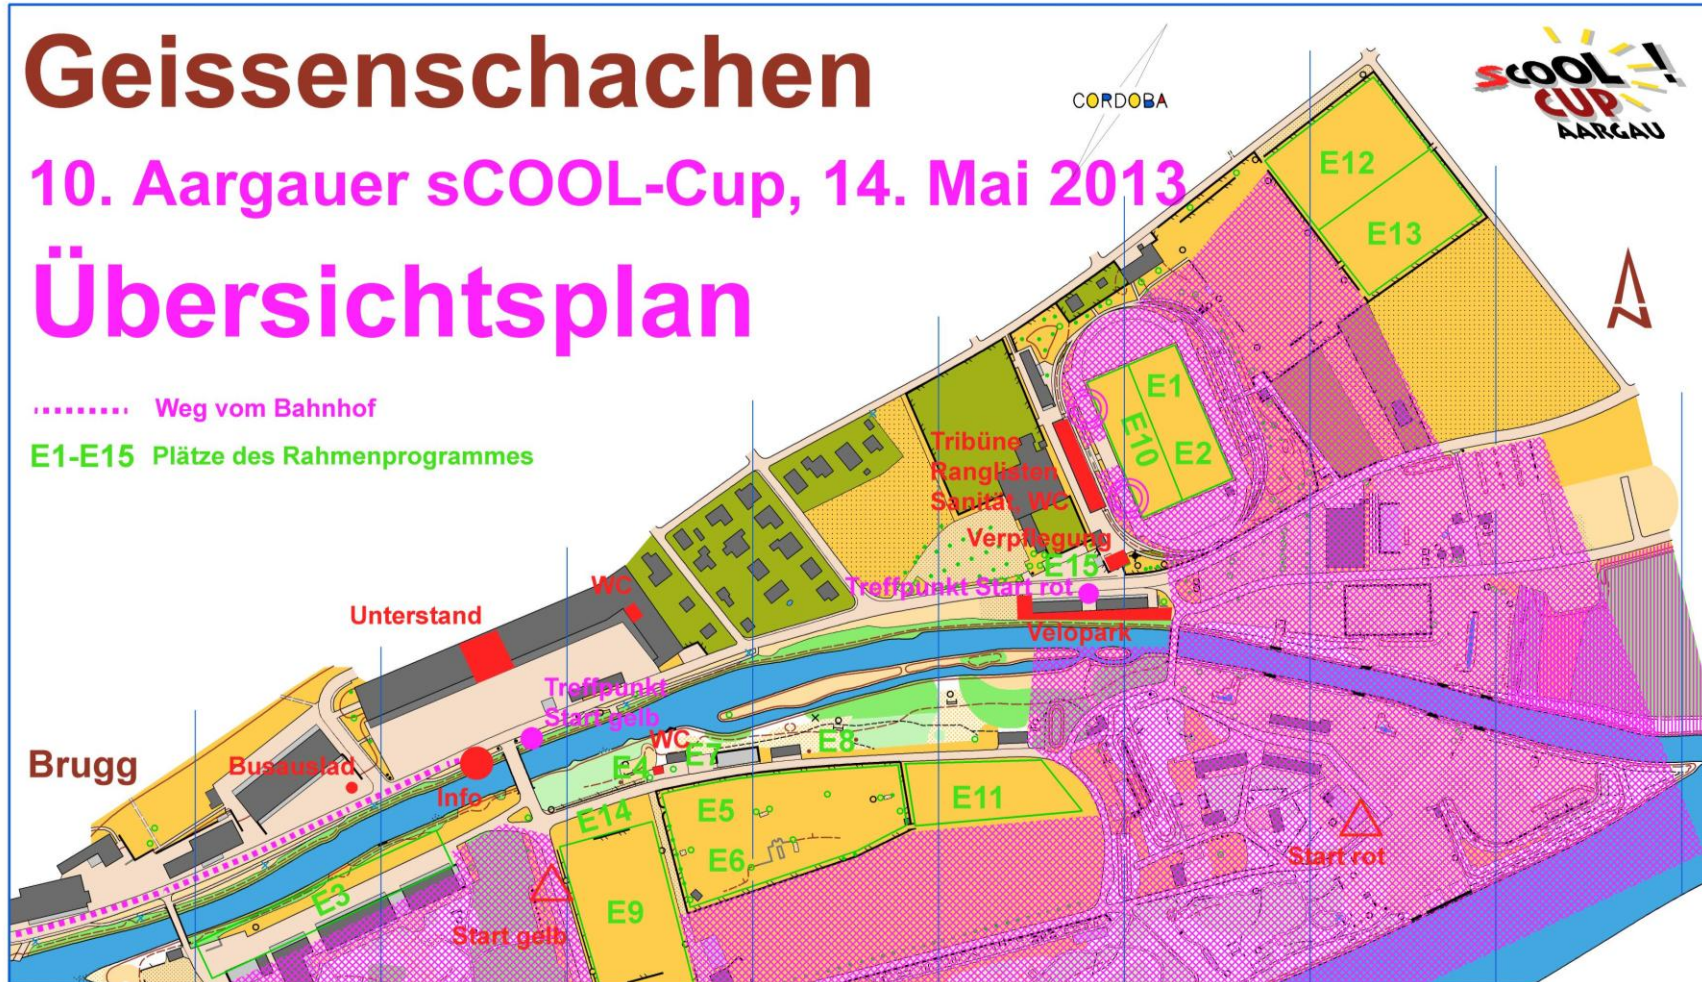 Geissenschachen
CORDOBA
sCOOL
CUP
AARGAU
!
10. Aargauer sCOOL-Cup, 14. Mai 2013
Übersichtsplan
Weg vom Bahnhof
E1-E15 Plätze des Rahmenprogrammes
E12
E13
E1
E10
E2
Tribüne
Ranglisten
Sanität, WC
Verpflegung
E15
Treffpunkt Start rot
Velopark
WC
Unterstand
Treffpunkt
Start gelb
WC
E7
E8
E4
Brugg
Busauslad
Info
E14
E5
E11
E6
E3
E9
Start gelb
Start rot
N